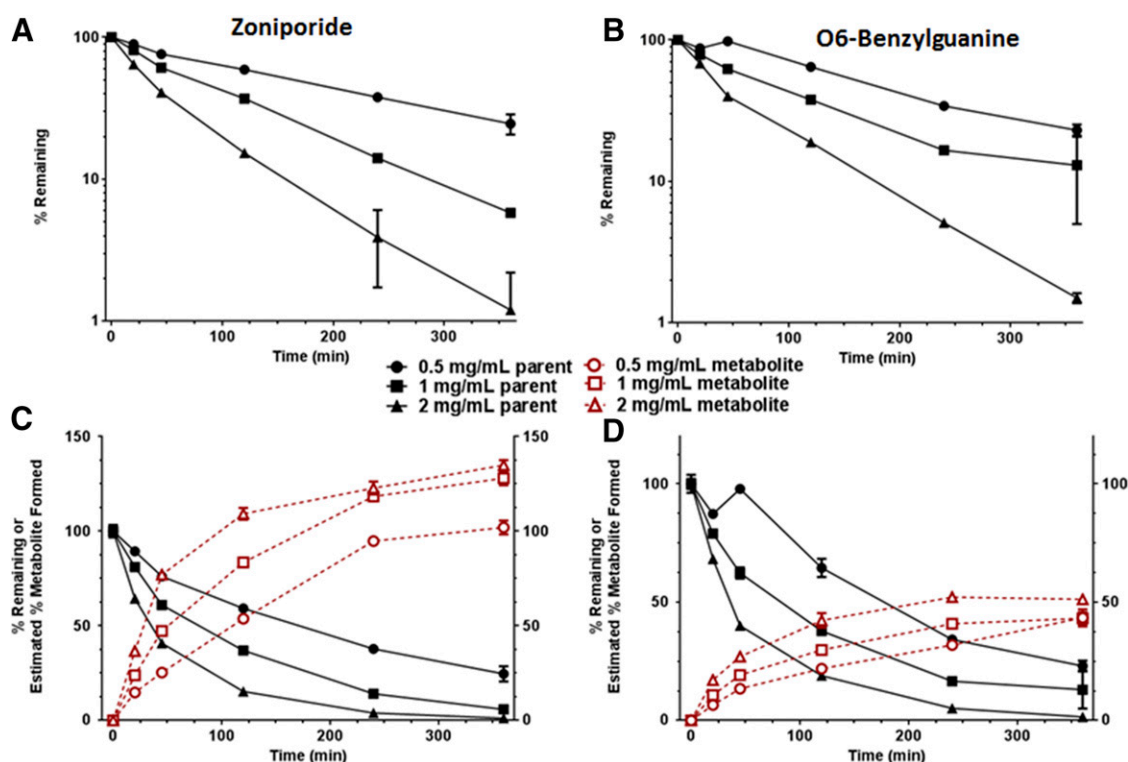 A
Zoniporide
100
10
1
% Remaining
0
100
200
300
Time (min)
B
O6-Benzylguanine
100
10
1
% Remaining
0
100
200
300
Time (min)
0.5 mg/mL parent
0.5 mg/mL metabolite
1 mg/mL parent
1 mg/mL metabolite
2 mg/mL parent
2 mg/mL metabolite
C
% Remaining or
Estimated % Metabolite Formed
150
100
50
0
150
100
50
0
0
100
200
300
Time (min)
D
% Remaining or
Estimated % Metabolite Formed
100
50
0
100
50
0
0
100
200
300
Time (min)